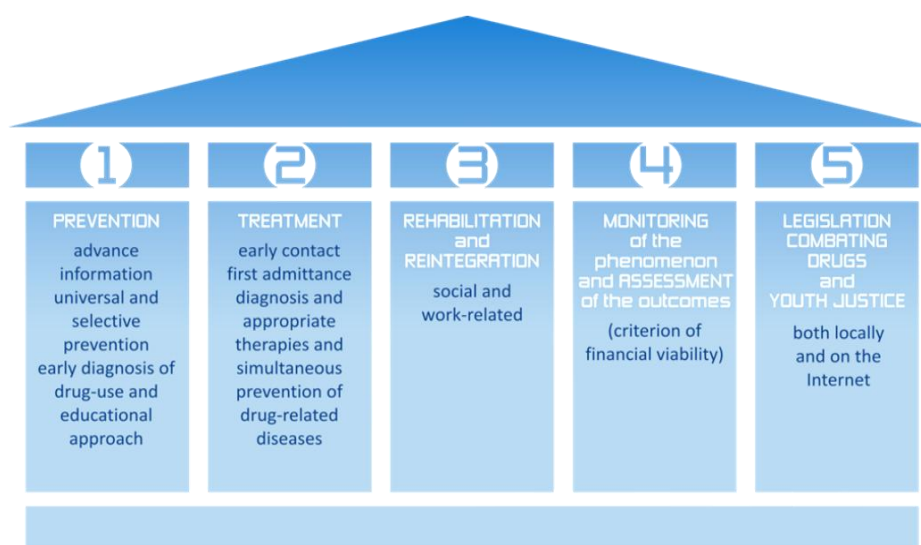 1
PREVENTION
advance
information
universal and
selective
prevention
early diagnosis of
drug-use and
educational
approach
2
TREATMENT
early contact
first admittance
diagnosis and
appropriate
therapies and
simultaneous
prevention of
drug-related
diseases
3
REHABILITATION
and
REINTEGRATION
social and
work-related
4
MONITORING
of the
phenomenon
and ASSESSMENT
of the outcomes
(criterion of
financial viability)
5
LEGISLATION
COMBATING
DRUGS
and
YOUTH JUSTICE
both locally
and on the
Internet